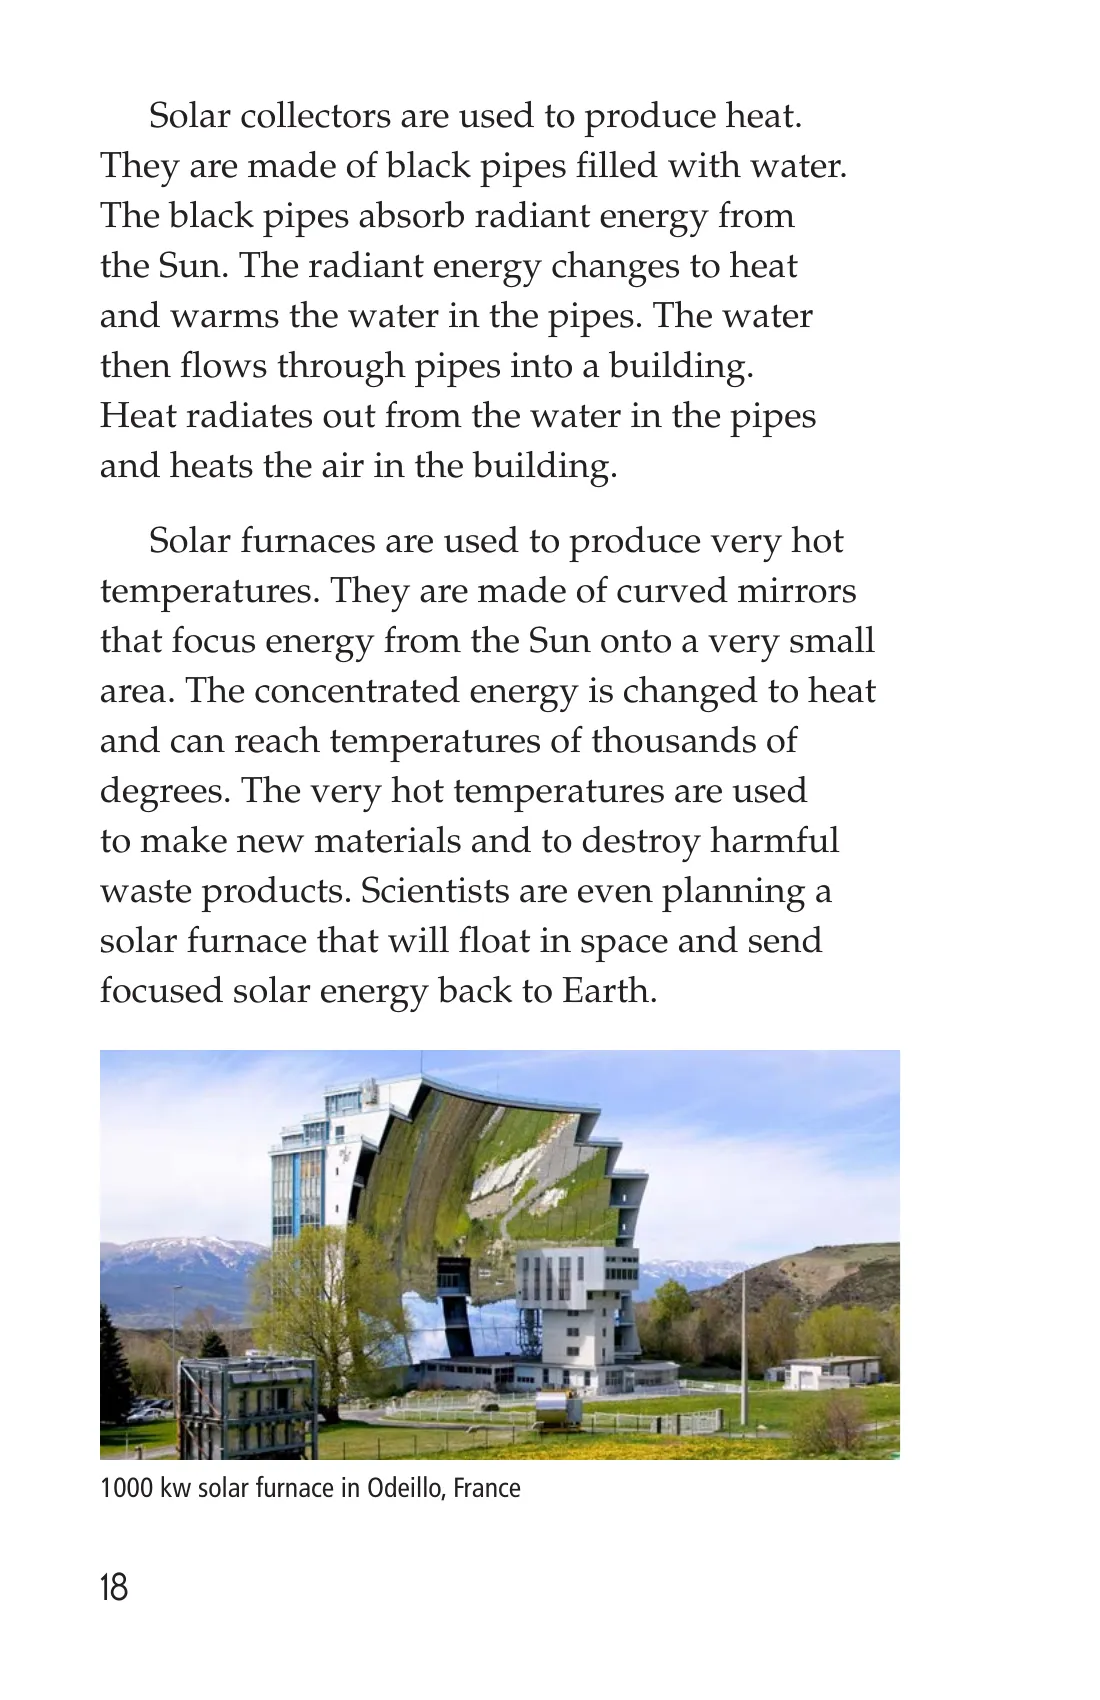 Solar collectors are used to produce heat.
They are made of black pipes filled with water.
The black pipes absorb radiant energy from
the Sun. The radiant energy changes to heat
and warms the water in the pipes. The water
then flows through pipes into a building.
Heat radiates out from the water in the pipes
and heats the air in the building.
Solar furnaces are used to produce very hot
temperatures. They are made of curved mirrors
that focus energy from the Sun onto a very small
area. The concentrated energy is changed to heat
and can reach temperatures of thousands of
degrees. The very hot temperatures are used
to make new materials and to destroy harmful
waste products. Scientists are even planning a
solar furnace that will float in space and send
focused solar energy back to Earth.
1000 kw solar furnace in Odeillo, France
18